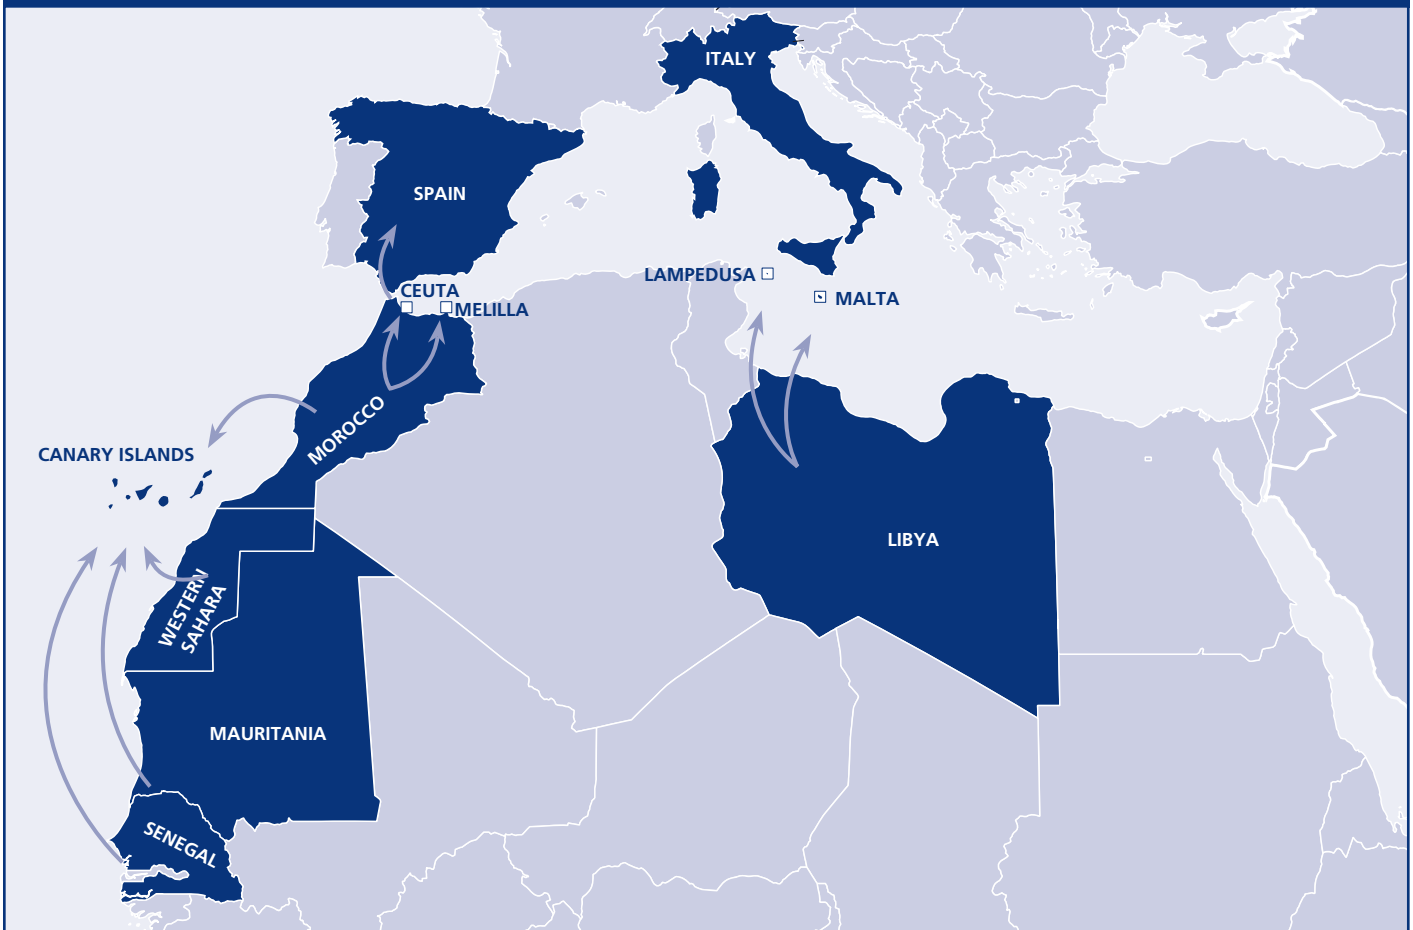 ITALY
SPAIN
LAMPEDUSA
CEUTA
MALTA
MELILLA
MOROCCO
CANARY ISLANDS
LIBYA
WESTERN
SAHARA
MAURITANIA
SENEGAL